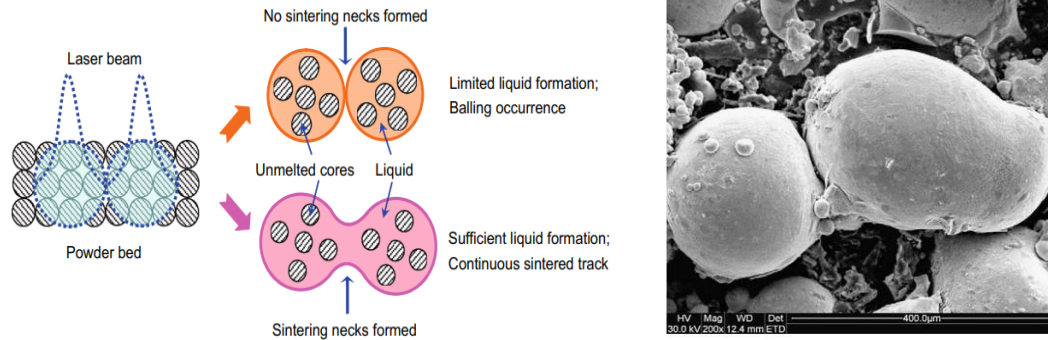 No sintering necks formed
Laser beam
Limited liquid formation;
Balling occurrence
Unmelted cores
Liquid
Powder bed
Sufficient liquid formation;
Continuous sintered track
Sintering necks formed
HV Mag WD Det
30.0 kV 200x 12.4 mm ETD
400.0µm